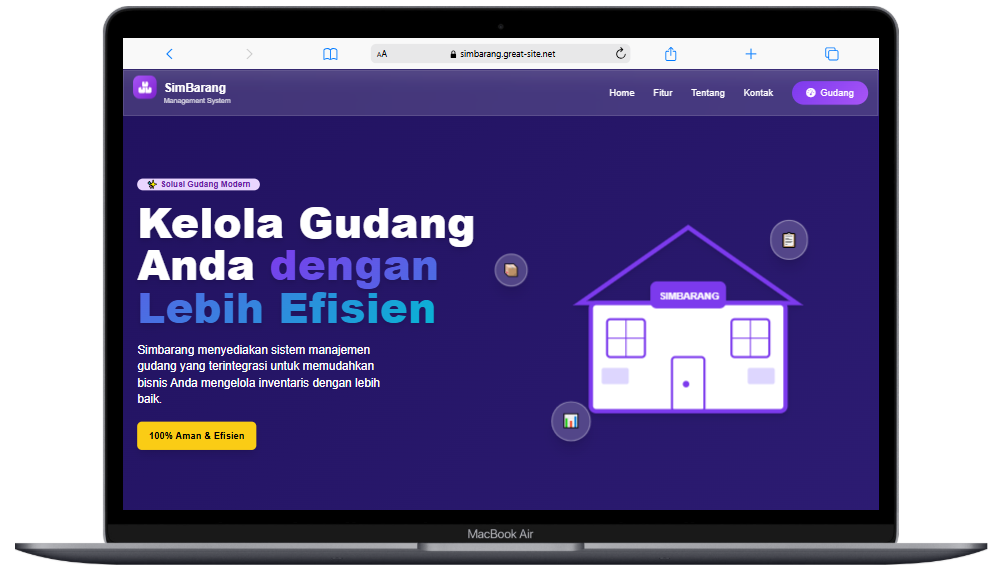 AA
simbarang.great-site.net
SimBarang
Management System
Home
Fitur
Tentang
Kontak
Gudang
Solusi Gudang Modern
Kelola Gudang
Anda dengan
Lebih Efisien
Simbarang menyediakan sistem manajemen
gudang yang terintegrasi untuk memudahkan
bisnis Anda mengelola inventaris dengan lebih
baik.
100% Aman & Efisien
SIMBARANG
MacBook Air